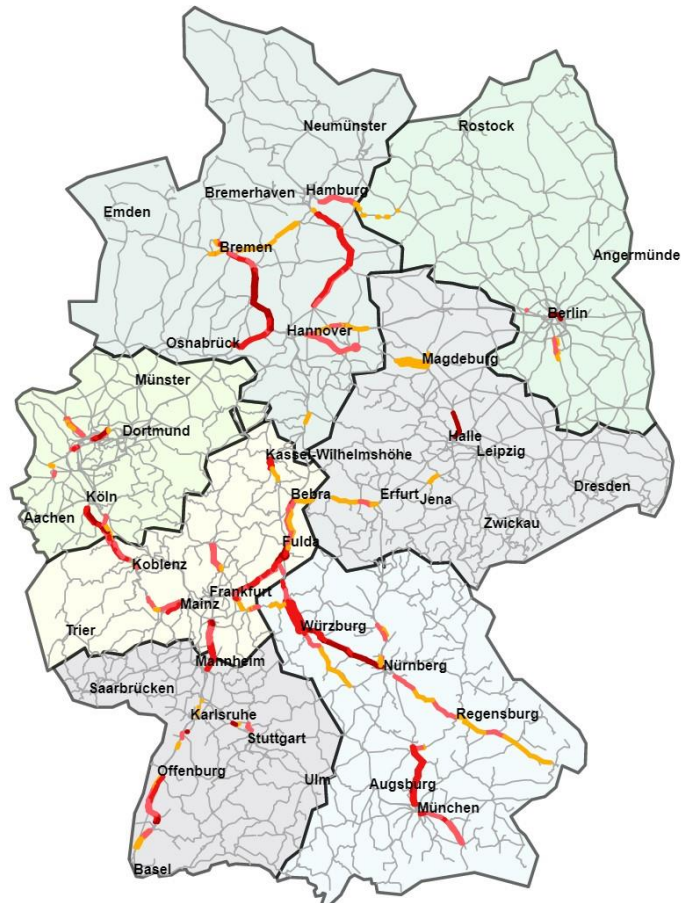 Neumünster
Rostock
Bremerhaven
Hamburg
Emden
Bremen
Angermünde
Berlin
Osnabrück
Hannover
Magdeburg
Münster
Dortmund
Halle
Kassel-Wilhelmshöhe
Leipzig
Köln
Bebra
Erfurt
Jena
Dresden
Aachen
Zwickau
Fulda
Koblenz
Frankfurt
Mainz
Trier
Würzburg
Mannheim
Nürnberg
Saarbrücken
Karlsruhe
Regensburg
Stuttgart
Offenburg
Ulm
Augsburg
München
Basel